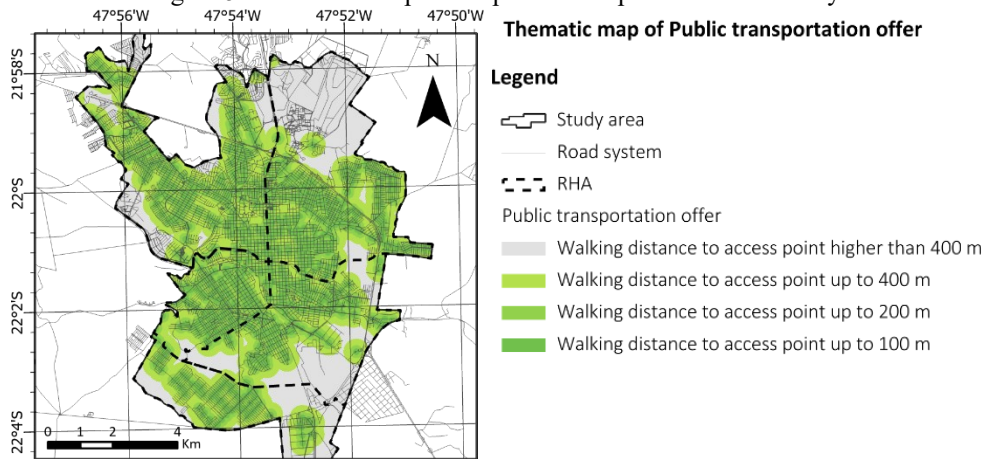 47°56'W 47°54'W 47°51'W 47°50'W
Thematic map of Public transportation offer
21°58'S
N
Legend
Study area
Road system
22°S
RHA
Public transportation offer
Walking distance to access point higher than 400 m
Walking distance to access point up to 400 m
22°2'S
Walking distance to access point up to 200 m
Walking distance to access point up to 100 m
22°4'S
0 1 2 4
Km